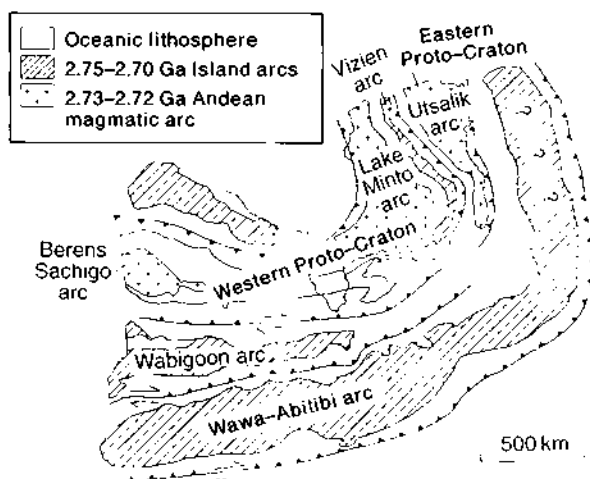 Oceanic lithosphere
2.75–2.70 Ga Island arcs
2.73–2.72 Ga Andean
magmatic arc
Eastern
Proto-Craton
Vizien
arc
Utsalik
arc
Lake
Minto
arc
Berens
Sachigo
arc
Western Proto-Craton
Wabigoon arc
Wawa–Abitibi arc
500 km
?
?
?